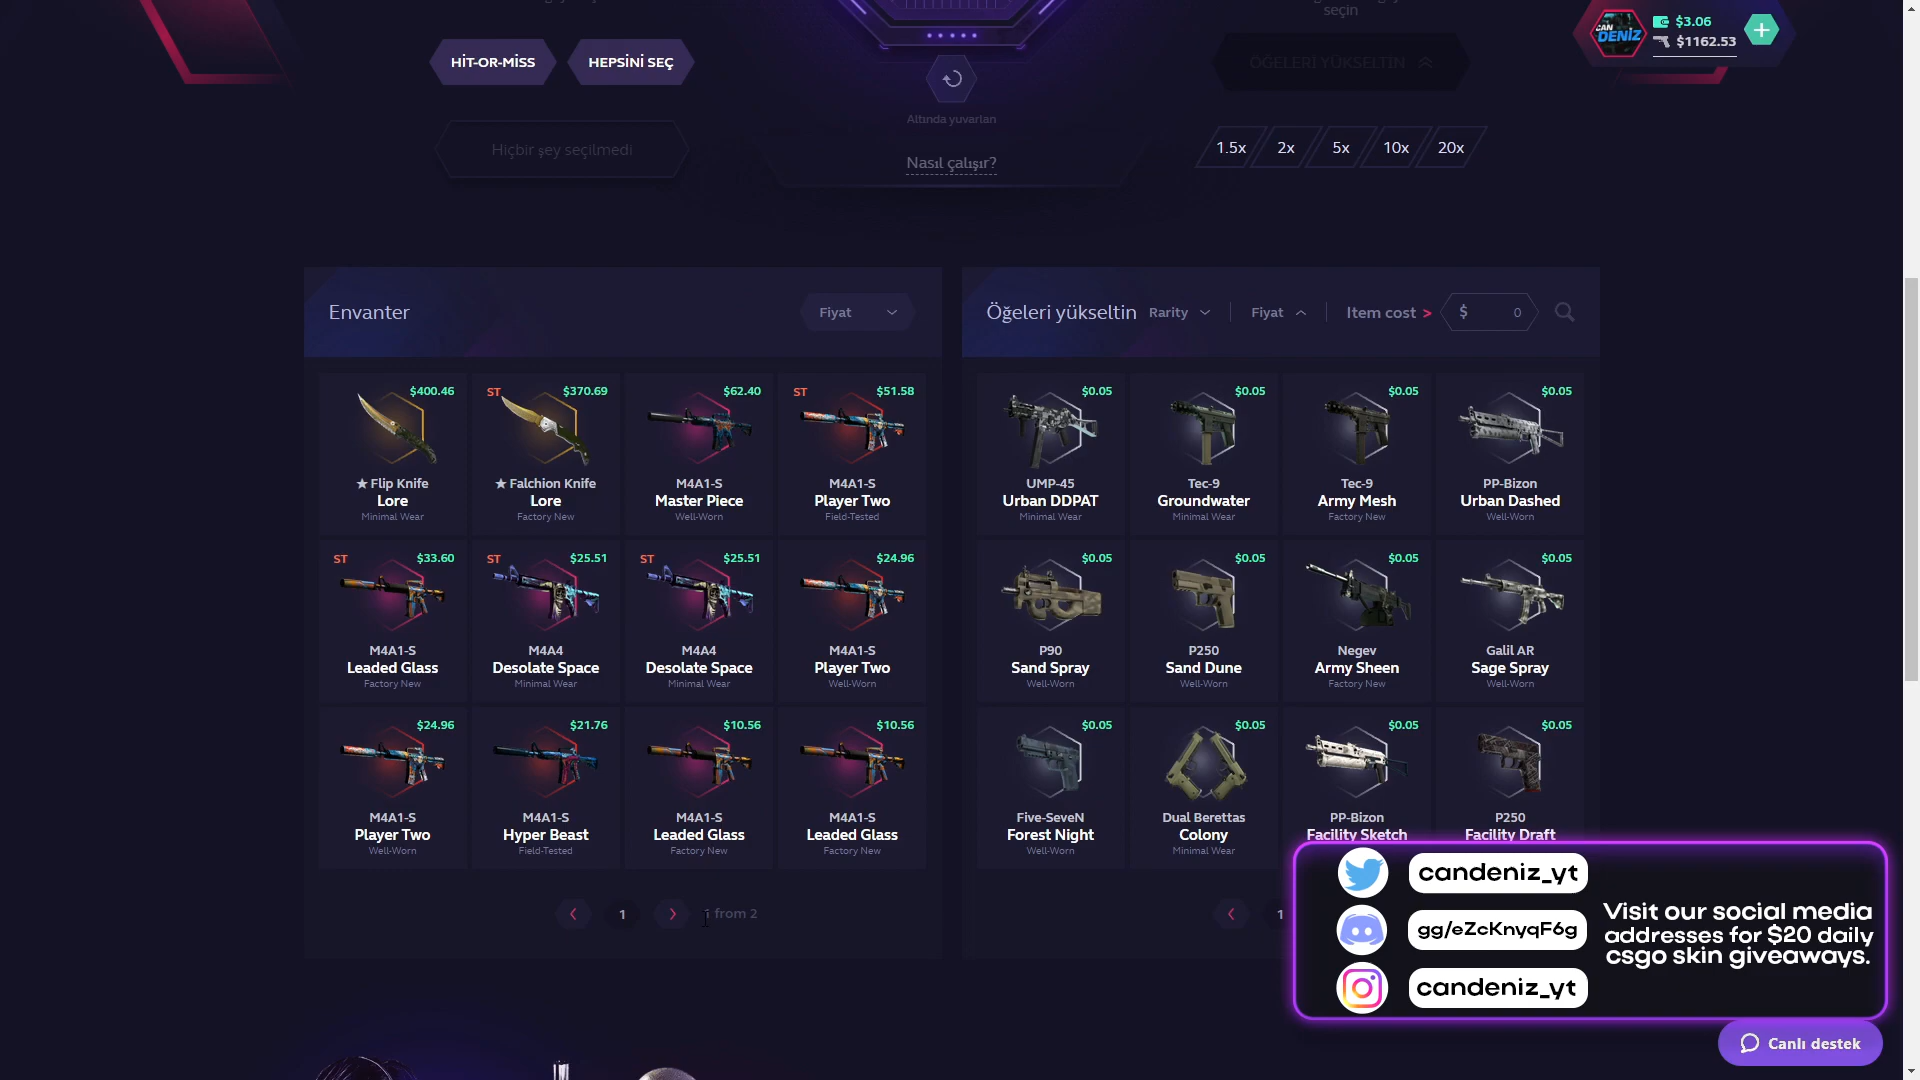 seçin
CAN DENİZ
$3.06
$1162.53
HİT-OR-MİSS
HEPSİNİ SEÇ
ÖĞELERİ YÜKSELTİN
Altında yuvarlan
Hiçbir şey seçilmedi
Nasıl çalışır?
1.5x 2x 5x 10x 20x
Envanter
Fiyat
Öğeleri yükseltin
Rarity
Fiyat
Item cost >
$ 0
$400.46
★ Flip Knife
Lore
Minimal Wear
ST $370.69
★ Falchion Knife
Lore
Factory New
$62.40
M4A1-S
Master Piece
Well-Worn
ST $51.58
M4A1-S
Player Two
Field-Tested
ST $33.60
M4A1-S
Leaded Glass
Factory New
ST $25.51
M4A4
Desolate Space
Minimal Wear
ST $25.51
M4A4
Desolate Space
Minimal Wear
$24.96
M4A1-S
Player Two
Well-Worn
$24.96
M4A1-S
Player Two
Well-Worn
$21.76
M4A1-S
Hyper Beast
Field-Tested
$10.56
M4A1-S
Leaded Glass
Factory New
$10.56
M4A1-S
Leaded Glass
Factory New
1
from 2
$0.05
UMP-45
Urban DDPAT
Minimal Wear
$0.05
Tec-9
Groundwater
Minimal Wear
$0.05
Tec-9
Army Mesh
Factory New
$0.05
PP-Bizon
Urban Dashed
Well-Worn
$0.05
P90
Sand Spray
Well-Worn
$0.05
P250
Sand Dune
Well-Worn
$0.05
Negev
Army Sheen
Factory New
$0.05
Galil AR
Sage Spray
Well-Worn
$0.05
Five-SeveN
Forest Night
Well-Worn
$0.05
Dual Berettas
Colony
Minimal Wear
$0.05
PP-Bizon
Facility Sketch
$0.05
P250
Facility Draft
1
candeniz_yt
gg/eZcKnyqF6g
candeniz_yt
Visit our social media
addresses for $20 daily
csgo skin giveaways.
Canlı destek